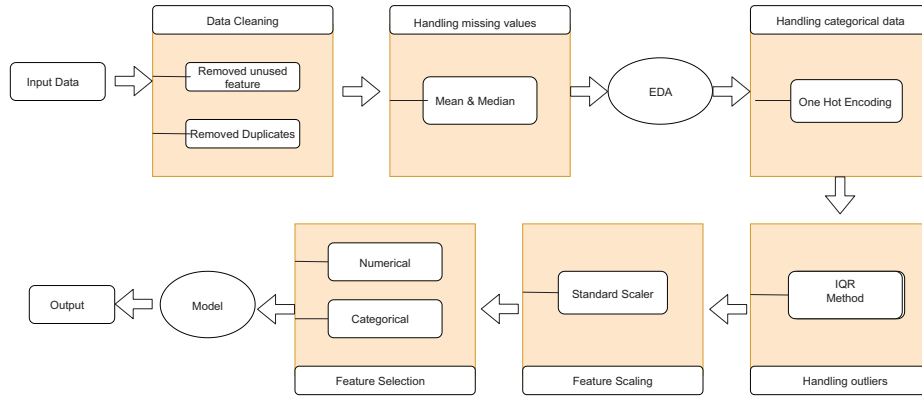 Data Cleaning
Handling missing values
Handling categorical data
Input Data
Removed unused
feature
Removed Duplicates
Mean & Median
EDA
One Hot Encoding
Output
Model
Numerical
Categorical
Feature Selection
Standard Scaler
Feature Scaling
IQR
Method
Handling outliers